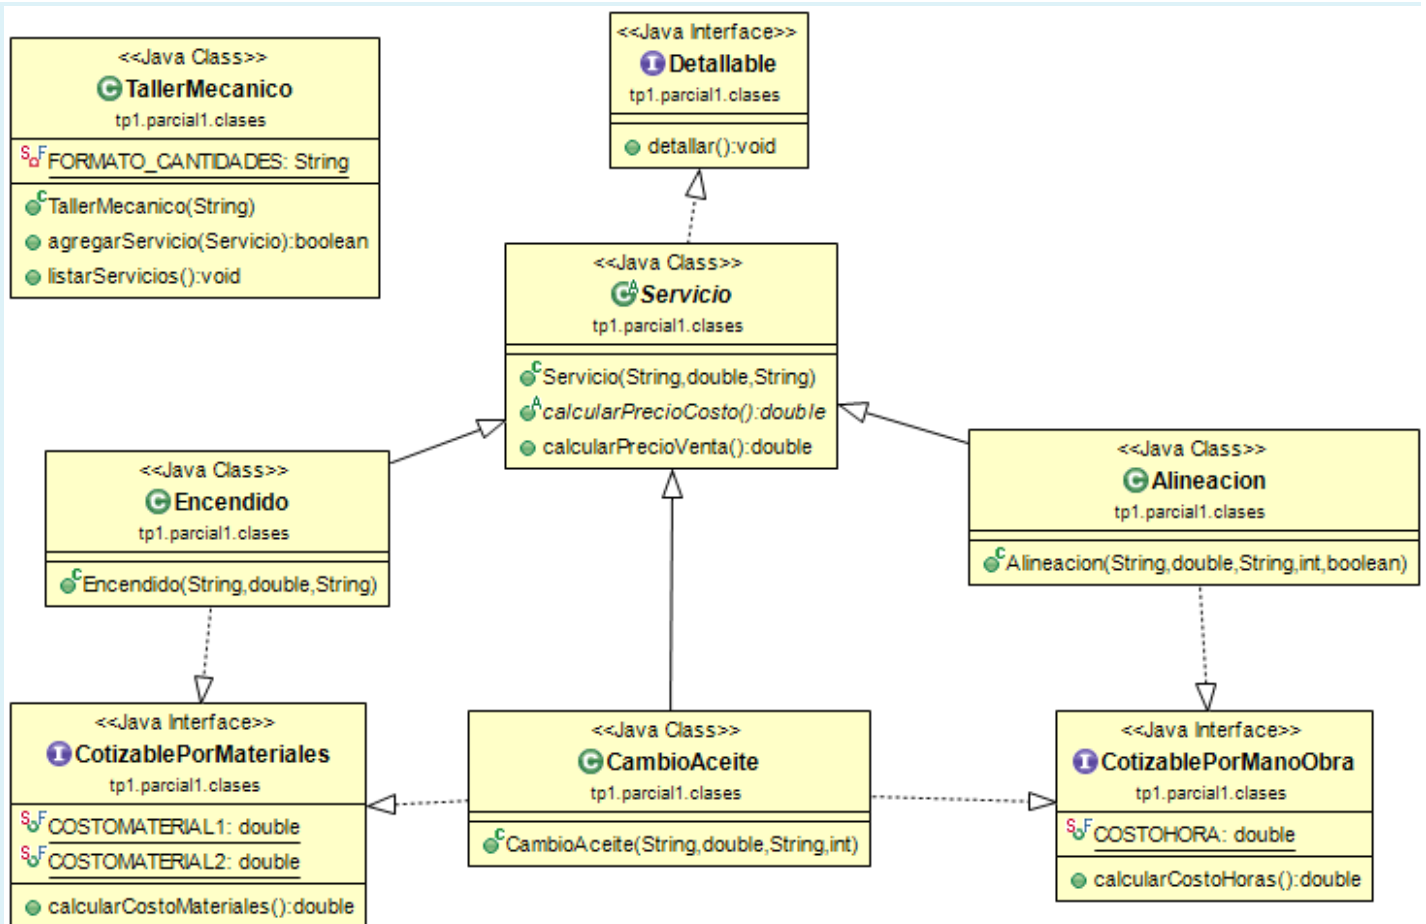 <<Java Class>>
TallerMecanico
tp1.parcial1.clases
FORMATO_CANTIDADES: String
TallerMecanico(String)
agregarServicio(Servicio):boolean
listarServicios():void
<<Java Interface>>
Detallable
tp1.parcial1.clases
detallar():void
<<Java Class>>
Servicio
tp1.parcial1.clases
Servicio(String,double,String)
calcularPrecioCosto():double
calcularPrecioVenta():double
<<Java Class>>
Encendido
tp1.parcial1.clases
Encendido(String,double,String)
<<Java Class>>
Alineacion
tp1.parcial1.clases
Alineacion(String,double,String,int,boolean)
<<Java Interface>>
CotizablePorMateriales
tp1.parcial1.clases
COSTOMATERIAL1: double
COSTOMATERIAL2: double
calcularCostoMateriales():double
<<Java Class>>
CambioAceite
tp1.parcial1.clases
CambioAceite(String,double,String,int)
<<Java Interface>>
CotizablePorManoObra
tp1.parcial1.clases
COSTOHORA: double
calcularCostoHoras():double